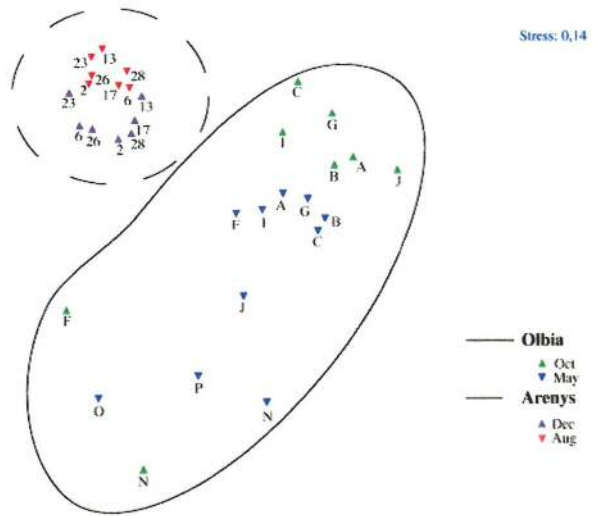 Stress: 0,14
23 13
26 28
2 17 6
23 13
6 26 17
2 28
C
G
I
B A J
A G B
F I C
J
F
P
O N
N
Olbia
Oct
May
Arenys
Dec
Aug